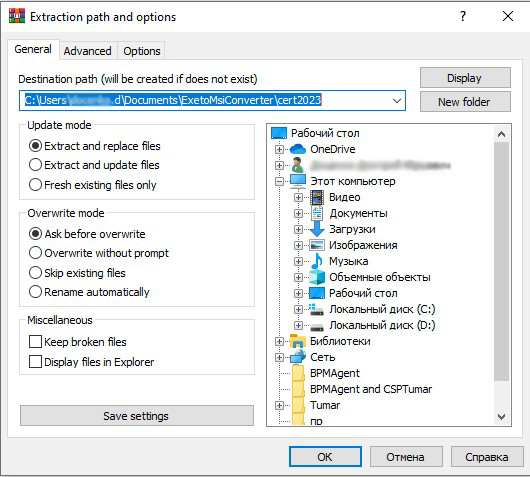 Extraction path and options
General
Advanced
Options
Destination path (will be created if does not exist)
C:\Users\.d\Documents\ExetoMsiConverter\cert2023
Display
New folder
Update mode
Extract and replace files
Extract and update files
Fresh existing files only
Overwrite mode
Ask before overwrite
Overwrite without prompt
Skip existing files
Rename automatically
Miscellaneous
Keep broken files
Display files in Explorer
Save settings
Рабочий стол
OneDrive
Этот компьютер
Видео
Документы
Загрузки
Изображения
Музыка
Объемные объекты
Рабочий стол
Локальный диск (C:)
Локальный диск (D:)
Библиотеки
Сеть
BPMAgent
BPMAgent and CSPTumar
Tumar
пр
OK
Отмена
Справка